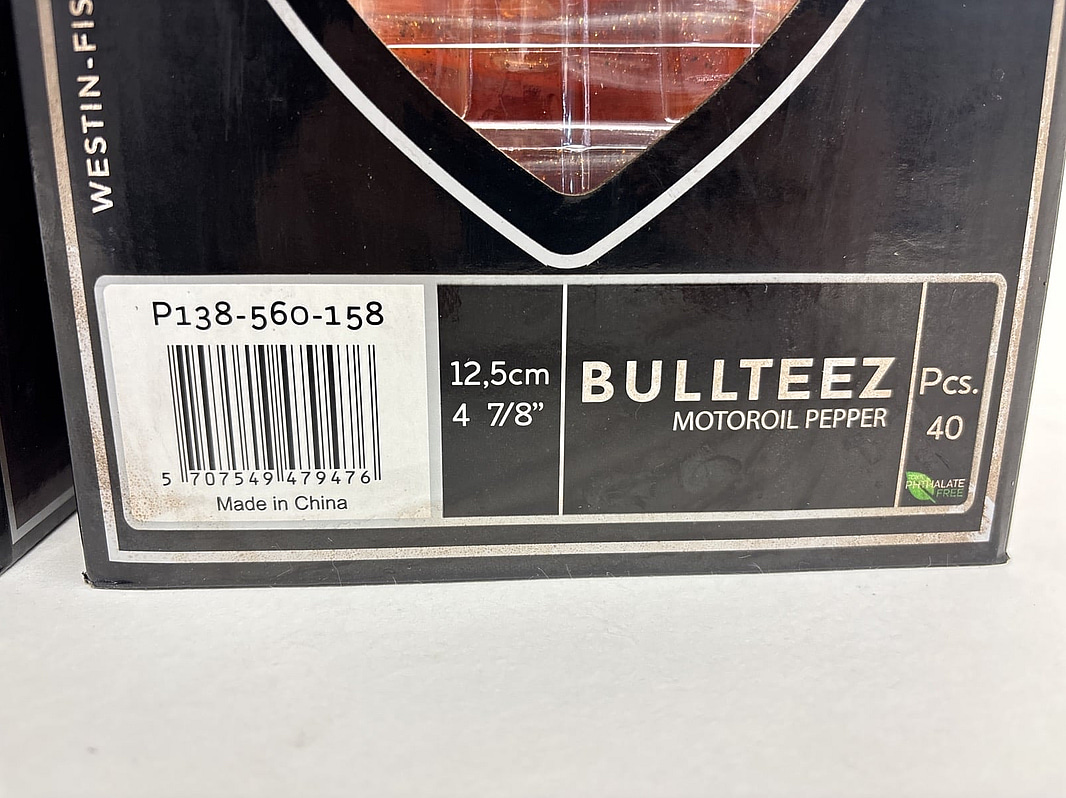 WESTIN-FIS
P138-560-158
5 707549 479476
Made in China
12,5cm
4 7/8”
BULLTEEZ
MOTOROIL PEPPER
Pcs.
40
PHTHALATE
FREE